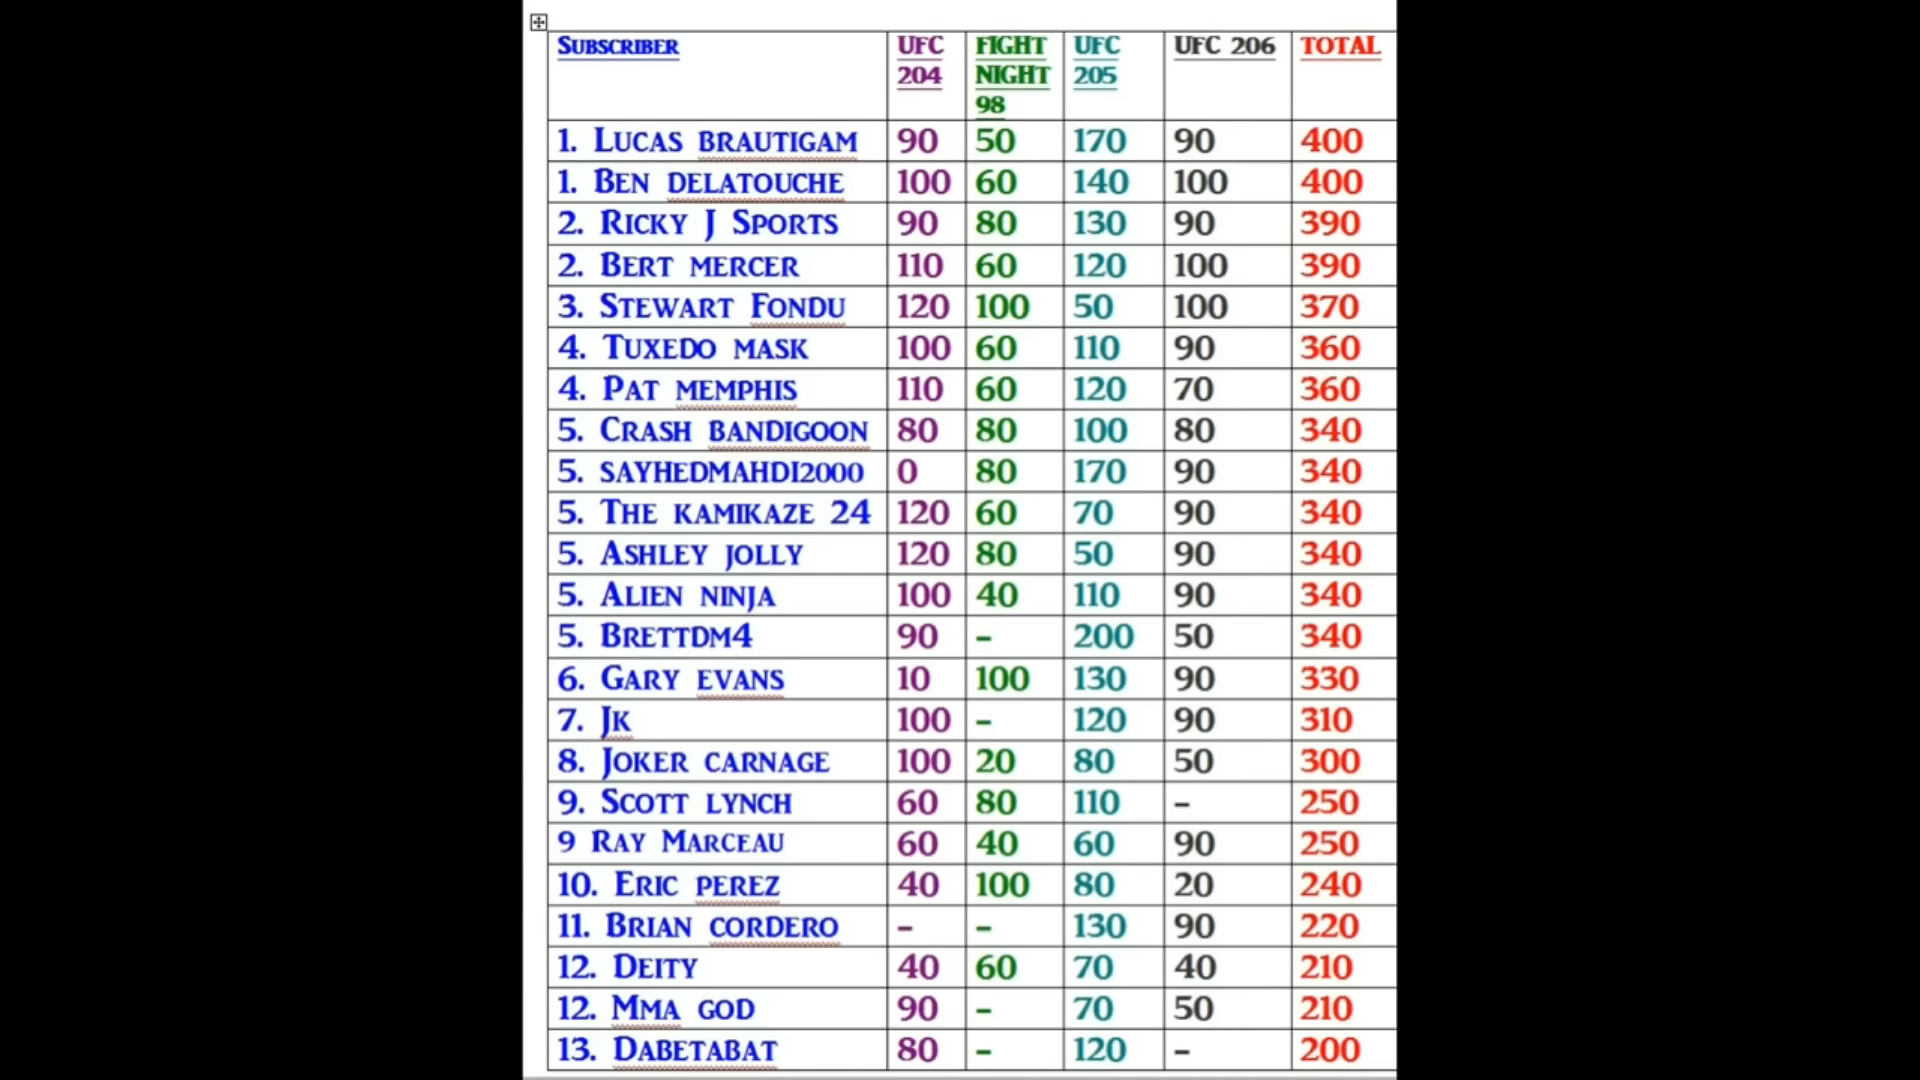 Subscriber UFC 204 FIGHT NIGHT 98 UFC 205 UFC 206 TOTAL
1. Lucas brautigam 90 50 170 90 400
1. Ben delatouche 100 60 140 100 400
2. Ricky J Sports 90 80 130 90 390
2. Bert mercer 110 60 120 100 390
3. Stewart Fondu 120 100 50 100 370
4. Tuxedo mask 100 60 110 90 360
4. Pat memphis 110 60 120 70 360
5. Crash bandigoon 80 80 100 80 340
5. sayhedmahdi2000 0 80 170 90 340
5. The kamikaze 24 120 60 70 90 340
5. Ashley jolly 120 80 50 90 340
5. Alien ninja 100 40 110 90 340
5. Brettdm4 90 - 200 50 340
6. Gary evans 10 100 130 90 330
7. Jk 100 - 120 90 310
8. Joker carnage 100 20 80 50 300
9. Scott lynch 60 80 110 - 250
9 Ray Marceau 60 40 60 90 250
10. Eric perez 40 100 80 20 240
11. Brian cordero - - 130 90 220
12. Deity 40 60 70 40 210
12. Mma god 90 - 70 50 210
13. Dabetabat 80 - 120 - 200